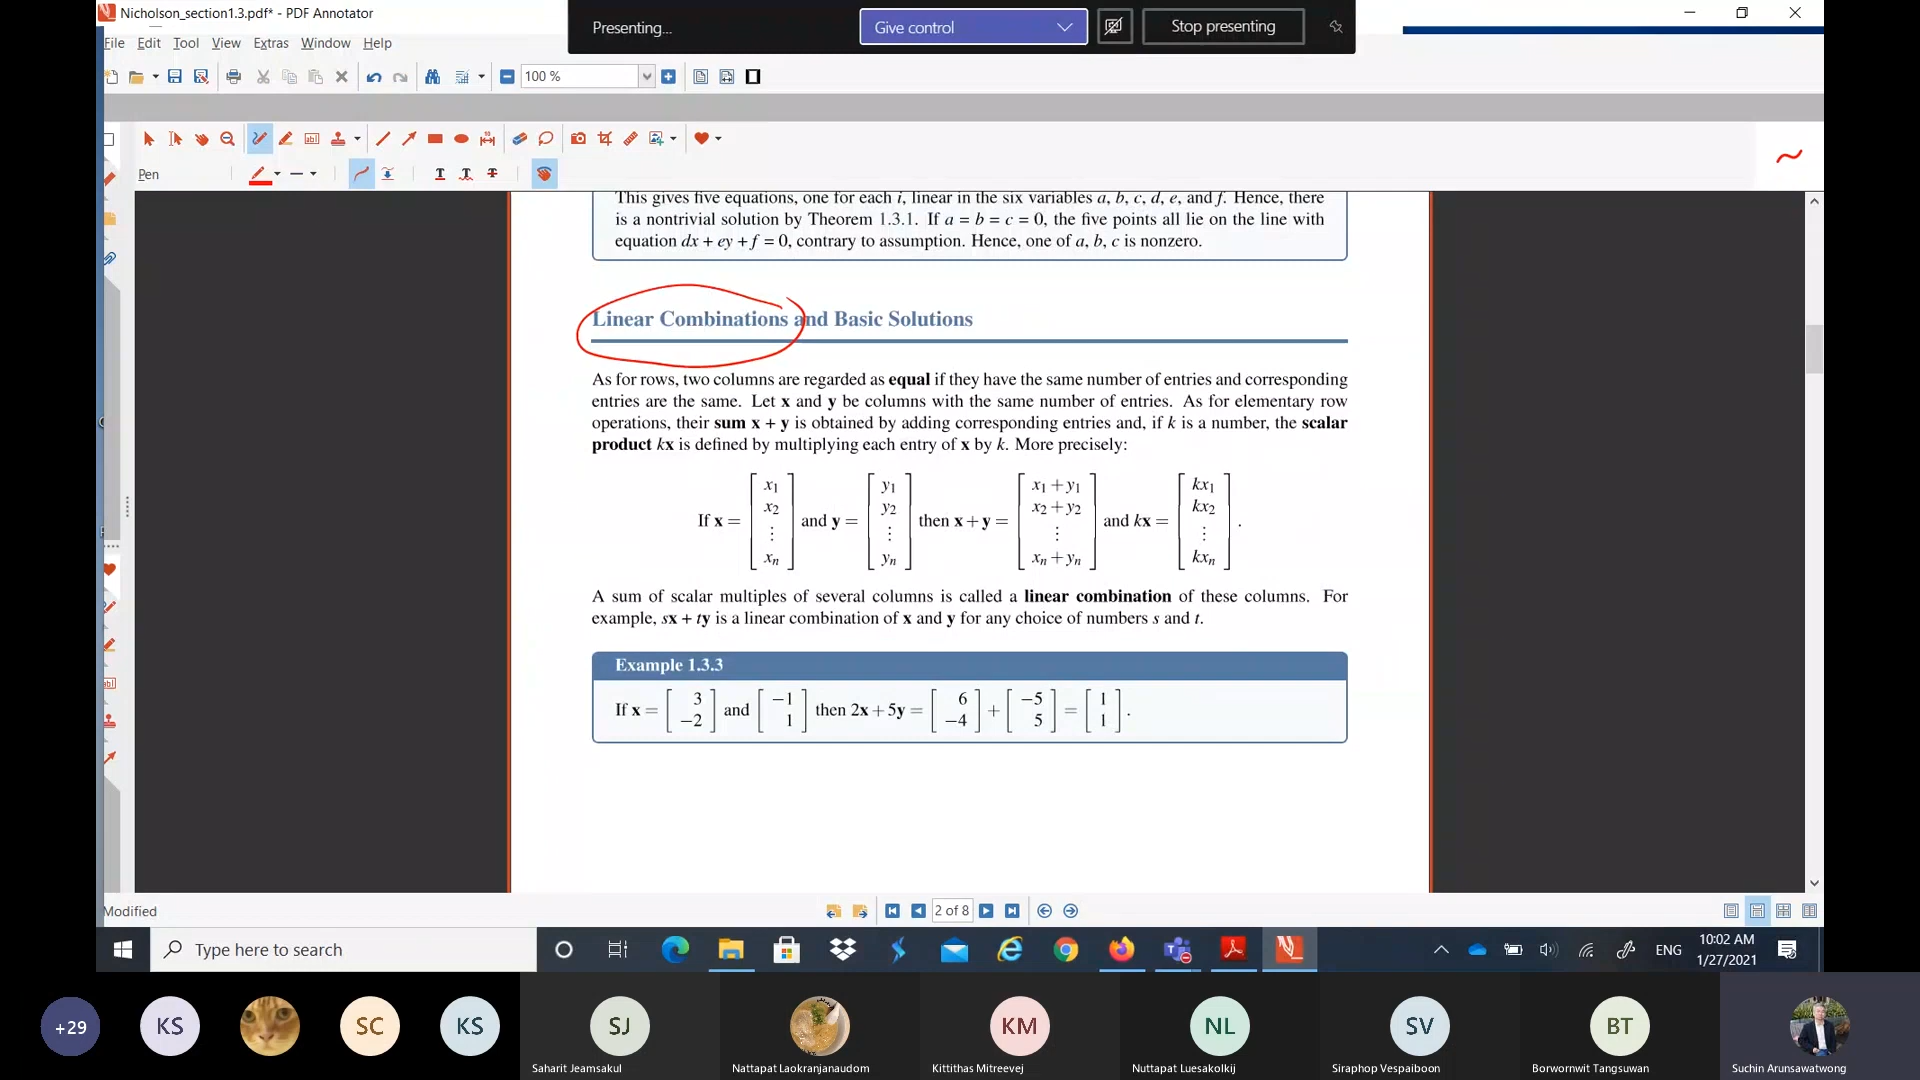 Nicholson_section1.3.pdf* - PDF Annotator
Presenting...
Give control
Stop presenting
File Edit Tool View Extras Window Help
100 %
Pen
This gives five equations, one for each i, linear in the six variables a, b, c, d, e, and f. Hence, there
is a nontrivial solution by Theorem 1.3.1. If a = b = c = 0, the five points all lie on the line with
equation dx + ey + f = 0, contrary to assumption. Hence, one of a, b, c is nonzero.
Linear Combinations and Basic Solutions
As for rows, two columns are regarded as equal if they have the same number of entries and corresponding
entries are the same. Let x and y be columns with the same number of entries. As for elementary row
operations, their sum x + y is obtained by adding corresponding entries and, if k is a number, the scalar
product kx is defined by multiplying each entry of x by k. More precisely:
If x = [ x₁ x₂ ⋮ xₙ ] and y = [ y₁ y₂ ⋮ yₙ ] then x + y = [ x₁ + y₁ x₂ + y₂ ⋮ xₙ + yₙ ] and kx = [ kx₁ kx₂ ⋮ kxₙ ] .
A sum of scalar multiples of several columns is called a linear combination of these columns. For
example, sx + ty is a linear combination of x and y for any choice of numbers s and t.
Example 1.3.3
If x = [ 3 −2 ] and [ −1 1 ] then 2x + 5y = [ 6 −4 ] + [ −5 5 ] = [ 1 1 ] .
Modified
2 of 8
Type here to search
ENG
10:02 AM
1/27/2021
+29
KS
SC
KS
SJ
KM
NL
SV
BT
Saharit Jeamsakul
Nattapat Laokranjanaudom
Kittithas Mitreevej
Nuttapat Luesakolkij
Siraphop Vespaiboon
Borwornwit Tangsuwan
Suchin Arunsawatwong